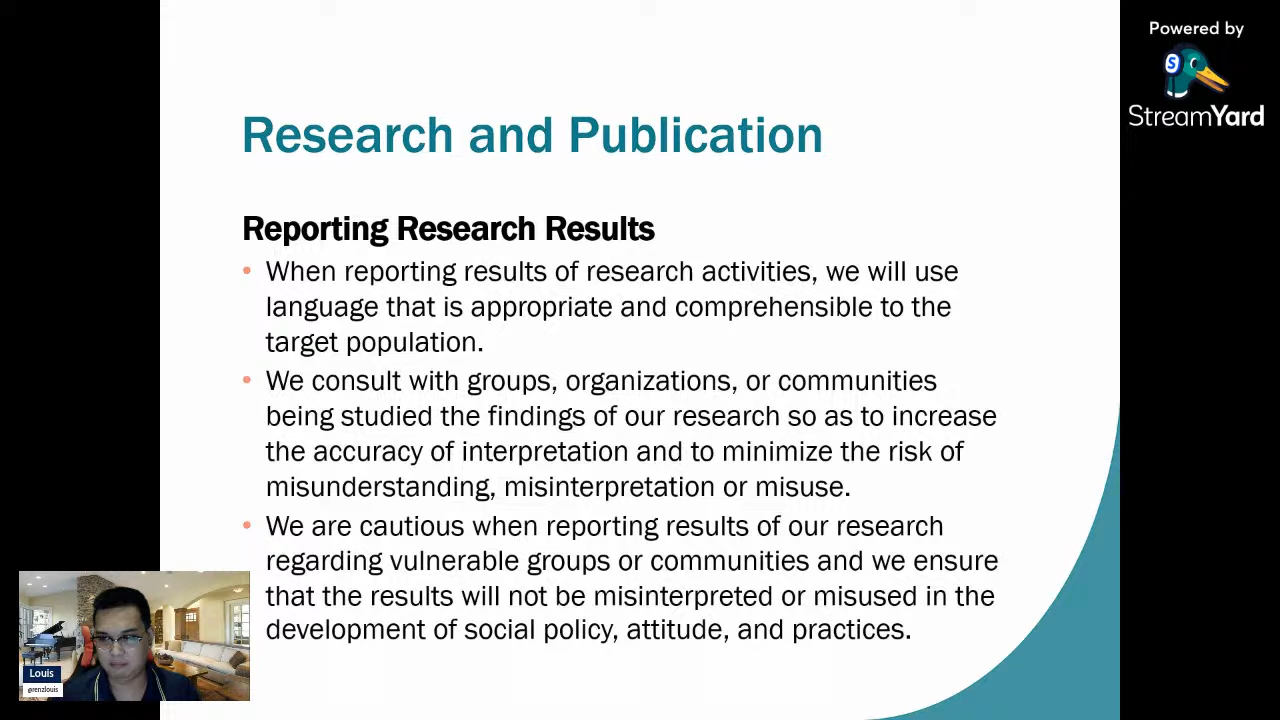 Powered by
StreamYard
Research and Publication
Reporting Research Results
• When reporting results of research activities, we will use
language that is appropriate and comprehensible to the
target population.
• We consult with groups, organizations, or communities
being studied the findings of our research so as to increase
the accuracy of interpretation and to minimize the risk of
misunderstanding, misinterpretation or misuse.
• We are cautious when reporting results of our research
regarding vulnerable groups or communities and we ensure
that the results will not be misinterpreted or misused in the
development of social policy, attitude, and practices.
Louis
@renzlouis